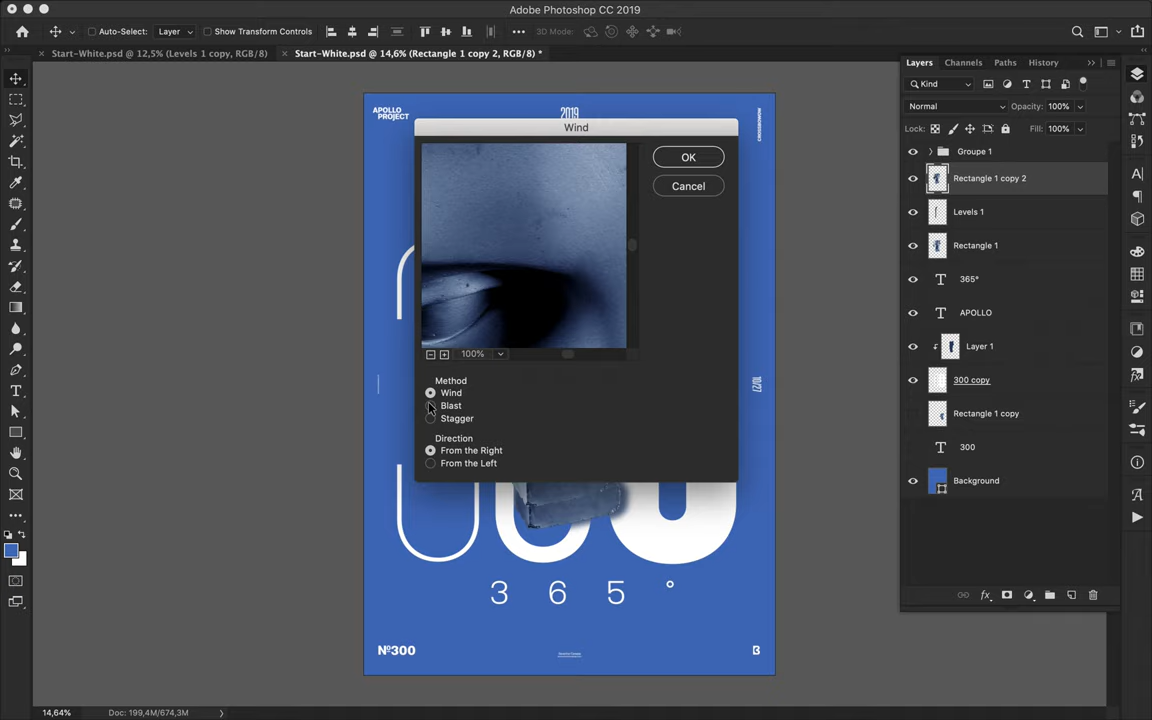 Adobe Photoshop CC 2019
Auto-Select:
Layer
Show Transform Controls
3D Mode:
Start-White.psd @ 12,5% (Levels 1 copy, RGB/8)
Start-White.psd @ 14,6% (Rectangle 1 copy 2, RGB/8) *
Layers
Channels
Paths
History
Kind
Normal
Opacity:
100%
Lock:
Fill:
100%
Groupe 1
Rectangle 1 copy 2
Levels 1
Rectangle 1
365°
APOLLO
Layer 1
300 copy
Rectangle 1 copy
300
Background
APOLLO
PROJECT
2019
Wind
OK
Cancel
100%
Method
Wind
Blast
Stagger
Direction
From the Right
From the Left
10/27
3 6 5 °
Nº300
14,64%
Doc: 199,4M/674,3M